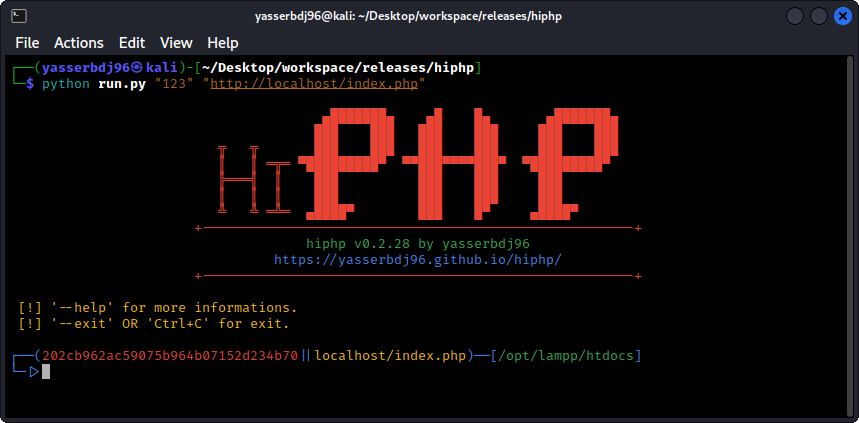 yasserbdj96@kali: ~/Desktop/workspace/releases/hiphp
File Actions Edit View Help
┌──(yasserbdj96㉿kali)-[~/Desktop/workspace/releases/hiphp]
└─$ python run.py "123" "http://localhost/index.php"
HI PHP
+──────────────────────────────────────────────────────+
hiphp v0.2.28 by yasserbdj96
https://yasserbdj96.github.io/hiphp/
+──────────────────────────────────────────────────────+
[!] '--help' for more informations.
[!] '--exit' OR 'Ctrl+C' for exit.
┌──(202cb962ac59075b964b07152d234b70||localhost/index.php)──[/opt/lampp/htdocs]
└─▷